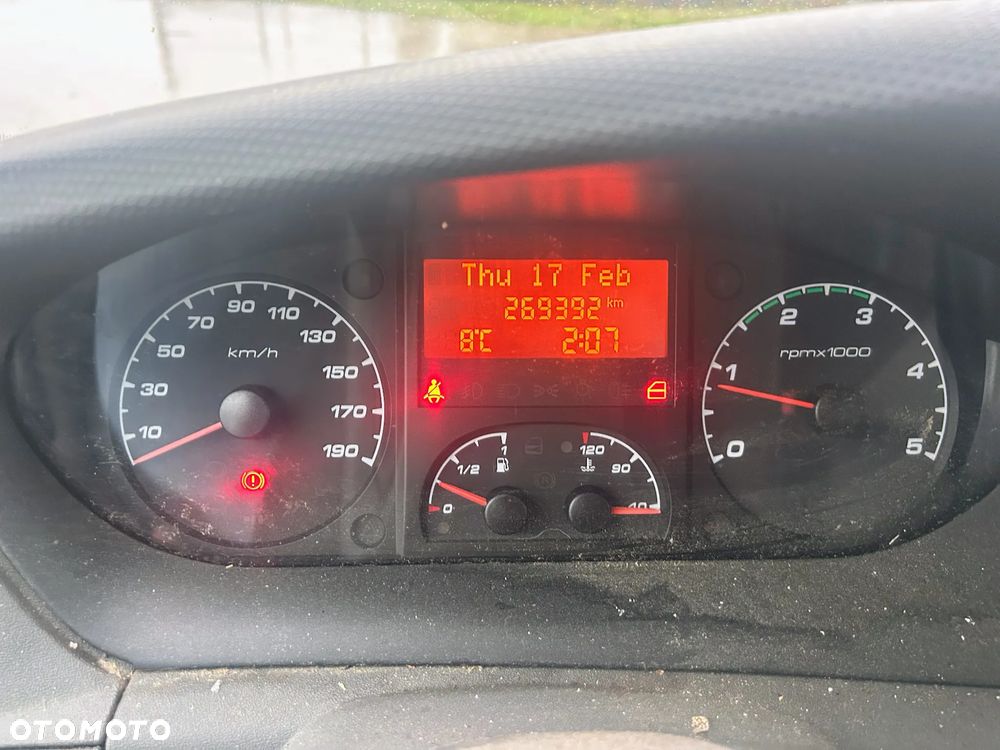 Thu 17 Feb
269392 km
8°C 2:07
10 30 50 70 90 110 130 150 170 190
km/h
0 1/2 1
120 90 40
0 1 2 3 4 5
rpmx1000
OTOMOTO